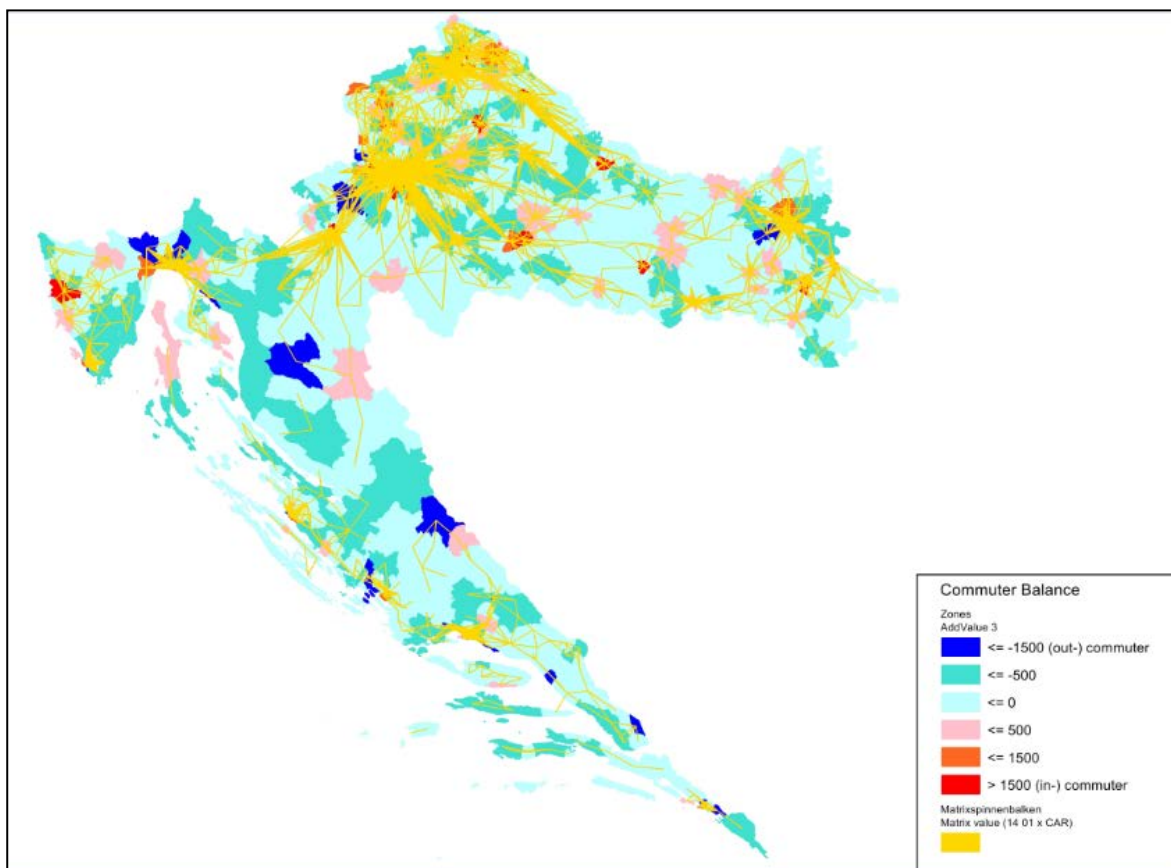 Commuter Balance
Zones
AddValue 3
<= -1500 (out-) commuter
<= -500
<= 0
<= 500
<= 1500
> 1500 (in-) commuter
Matrixspinnenbalken
Matrix value (14 01 x CAR)